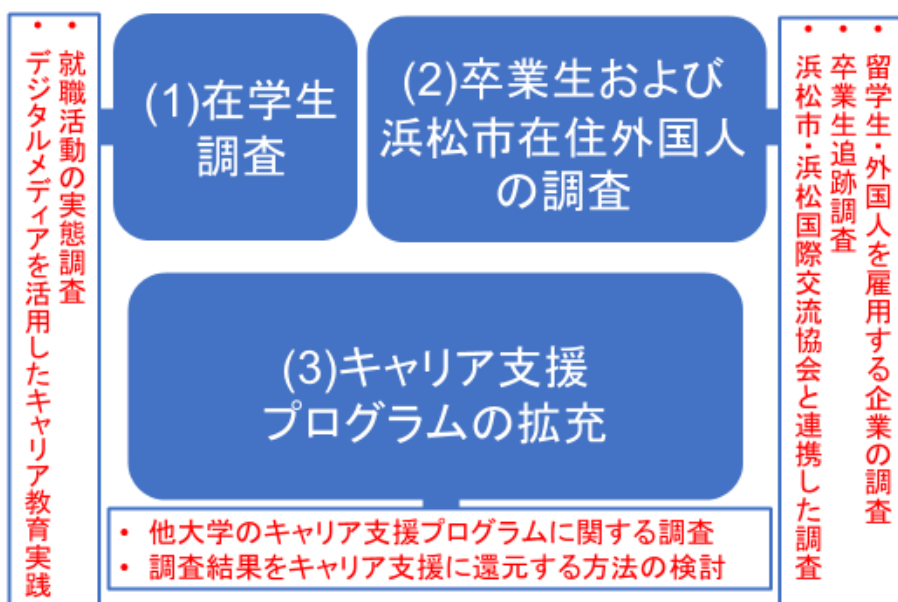 (1)在学生
調査
(2)卒業生および
浜松市在住外国人
の調査
(3)キャリア支援
プログラムの拡充
• 就職活動の実態調査
• デジタルメディアを活用したキャリア教育実践
• 留学生・外国人を雇用する企業の調査
• 卒業生追跡調査
• 浜松市・浜松国際交流協会と連携した調査
• 他大学のキャリア支援プログラムに関する調査
• 調査結果をキャリア支援に還元する方法の検討